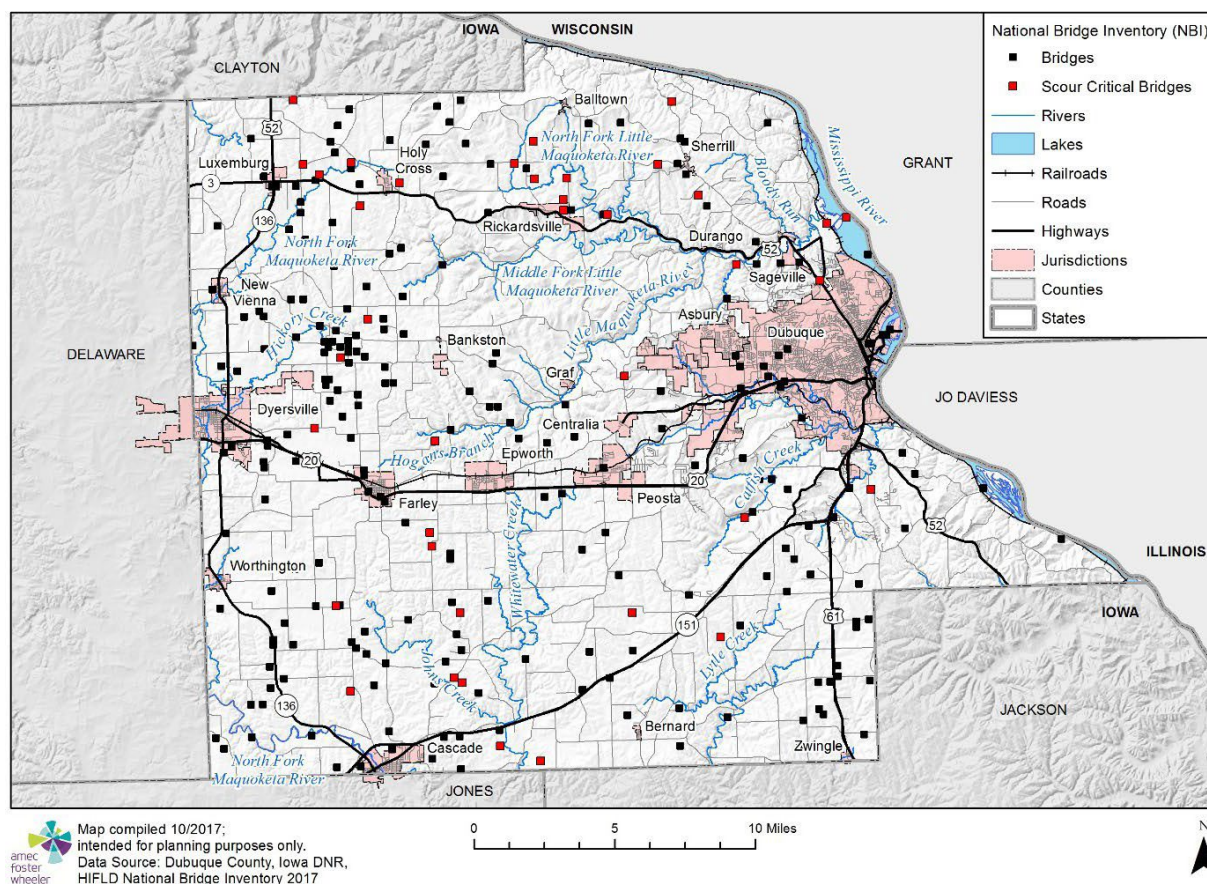 IOWA
WISCONSIN
CLAYTON
National Bridge Inventory (NBI)
Bridges
Scour Critical Bridges
Rivers
Lakes
Railroads
Roads
Highways
Jurisdictions
Counties
States
Balltown
52
North Fork Little
Maquoketa River
Sherrill
Mississippi River
GRANT
Luxemburg
Holy
Cross
Bloody Run
3
136
Rickardsville
Durango
52
North Fork
Maquoketa River
Middle Fork Little
Maquoketa River
Sageville
New
Vienna
Little Maquoketa River
Asbury
Hickory Creek
Dubuque
DELAWARE
Bankston
Graf
JO DAVIESS
Dyersville
Centralia
Hogans Branch
Epworth
20
Catfish Creek
20
Farley
Peosta
52
Whitewater Creek
ILLINOIS
Worthington
IOWA
151
61
Lytle Creek
Johns Creek
136
JACKSON
Bernard
Cascade
Zwingle
North Fork
Maquoketa River
JONES
amec
foster
wheeler
Map compiled 10/2017;
intended for planning purposes only.
Data Source: Dubuque County, Iowa DNR,
HIFLD National Bridge Inventory 2017
0 5 10 Miles
N